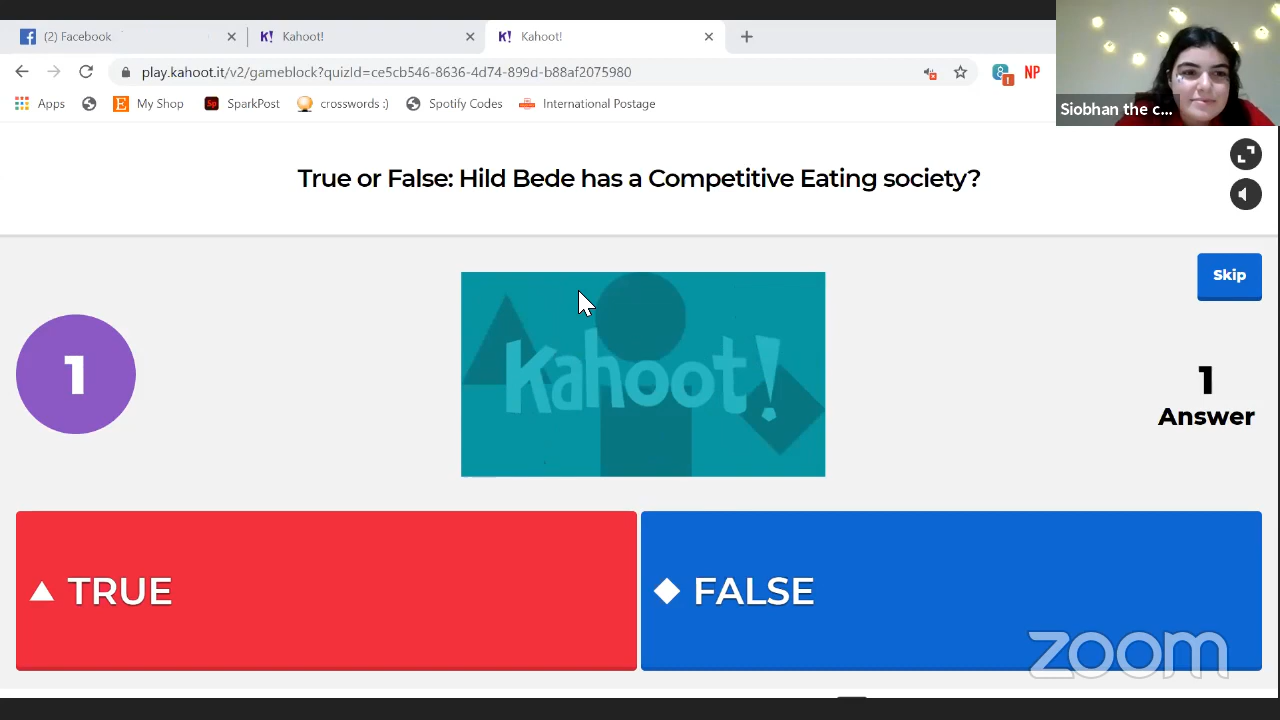 (2) Facebook
Kahoot!
Kahoot!
play.kahoot.it/v2/gameblock?quizId=ce5cb546-8636-4d74-89dd-b88af2075980
NP
Apps
My Shop
Sp
SparkPost
crosswords :)
Spotify Codes
International Postage
Siobhan the c...
True or False: Hild Bede has a Competitive Eating society?
Skip
1
Kahoot!
1
Answer
TRUE
FALSE
zoom